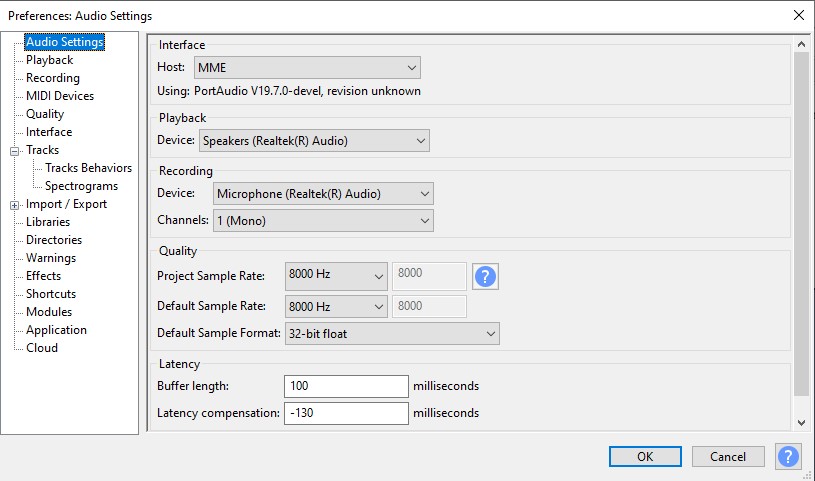 Preferences: Audio Settings
Audio Settings
Playback
Recording
MIDI Devices
Quality
Interface
Tracks
Tracks Behaviors
Spectrograms
Import / Export
Libraries
Directories
Warnings
Effects
Shortcuts
Modules
Application
Cloud
Interface
Host: MME
Using: PortAudio V19.7.0-devel, revision unknown
Playback
Device: Speakers (Realtek(R) Audio)
Recording
Device: Microphone (Realtek(R) Audio)
Channels: 1 (Mono)
Quality
Project Sample Rate: 8000 Hz 8000 ?
Default Sample Rate: 8000 Hz 8000
Default Sample Format: 32-bit float
Latency
Buffer length: 100 milliseconds
Latency compensation: -130 milliseconds
OK Cancel ?